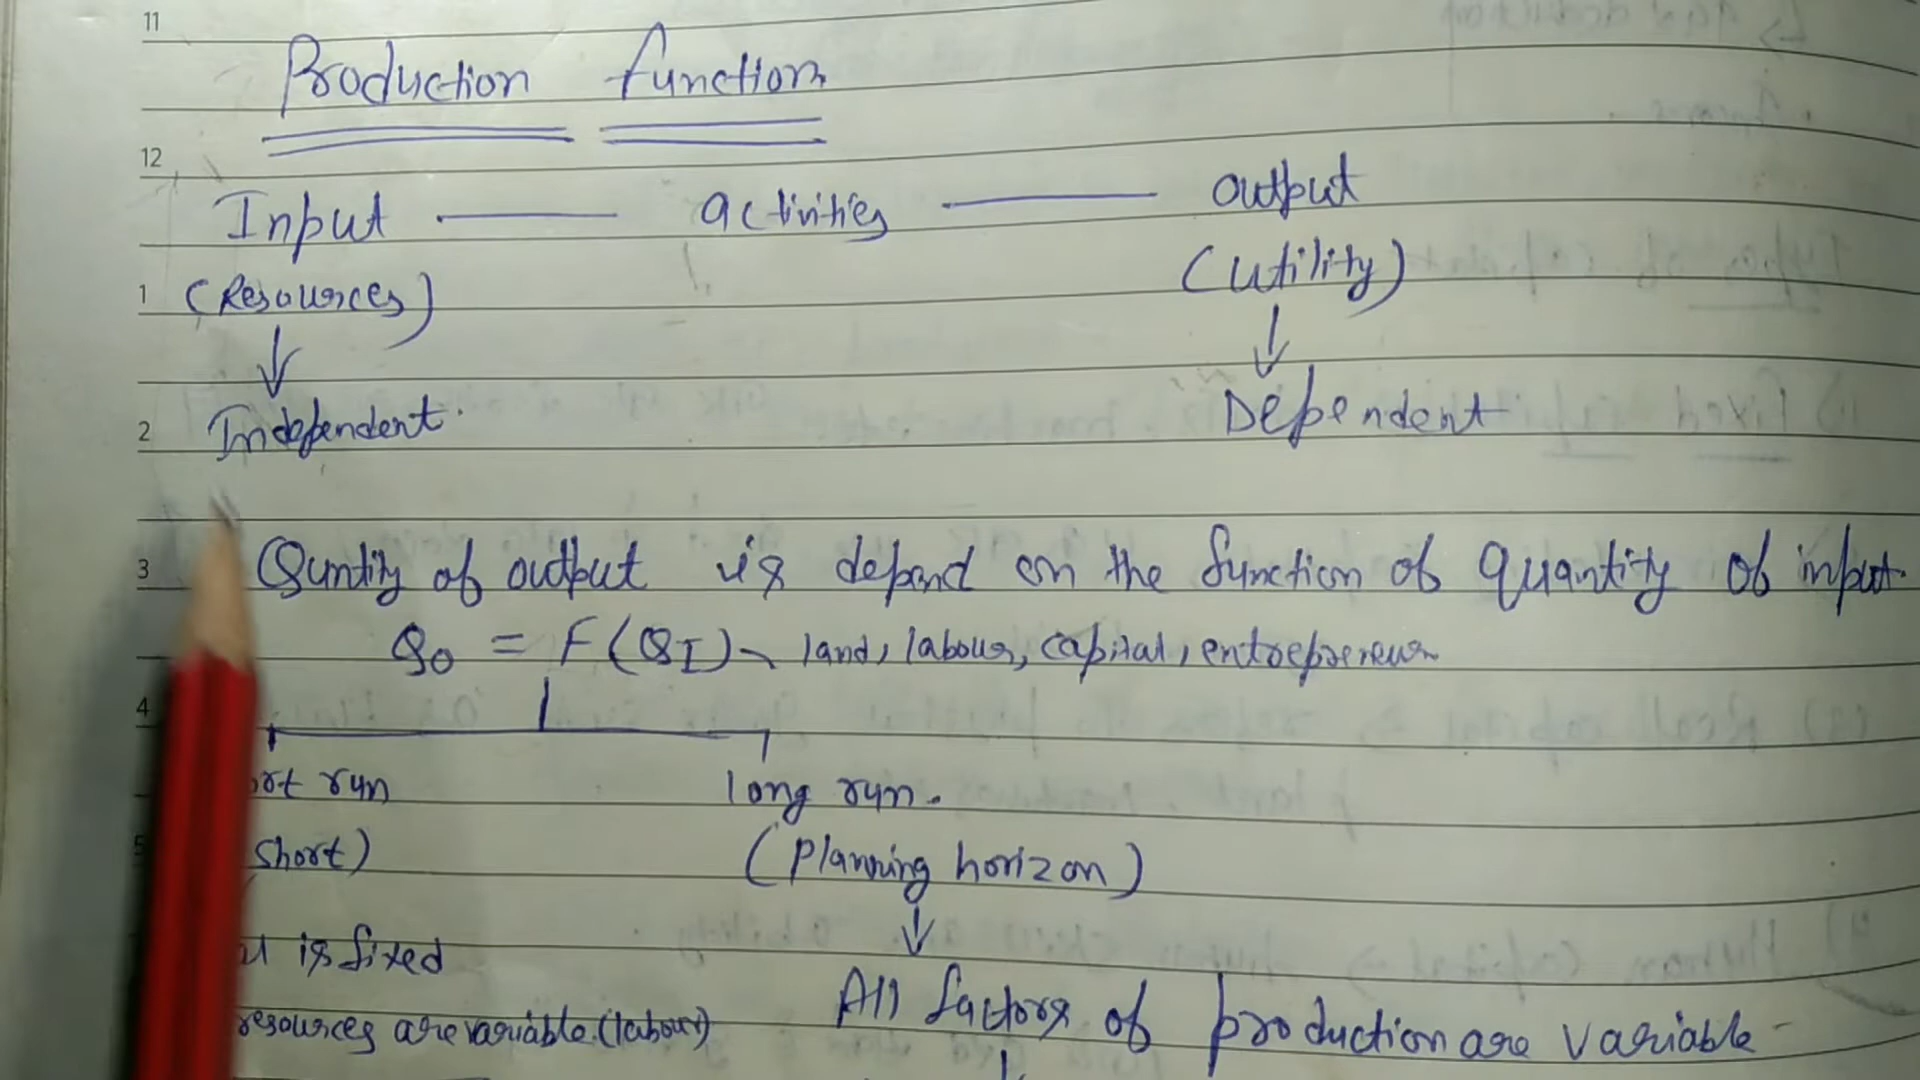 11
Production function
12
Input — activities — output
(Resources) (Utility)
1
↓ ↓
2 Independent. Dependent
3 Quntity of output is depend on the function of quantity of input.
Qo = F(QI) land, labour, capital, entrepreneur
4
ort run long run.
5 short) (Planning horizon)
↓
is fixed
All factors of production are variable
resources are variable (labour)